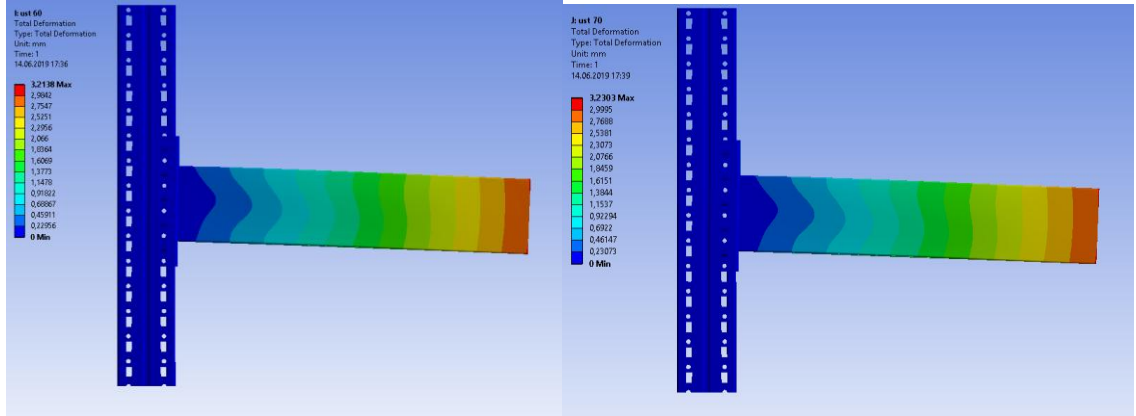 I: ust 60
Total Deformation
Type: Total Deformation
Unit: mm
Time: 1
14.06.2019 17:36
3,2138 Max
2,9842
2,7547
2,5251
2,2956
2,066
1,8364
1,6069
1,3773
1,1478
0,91822
0,68867
0,45911
0,22956
0 Min
J: ust 70
Total Deformation
Type: Total Deformation
Unit: mm
Time: 1
14.06.2019 17:39
3,2303 Max
2,9995
2,7688
2,5381
2,3073
2,0766
1,8459
1,6151
1,3844
1,1537
0,92294
0,6922
0,46147
0,23073
0 Min